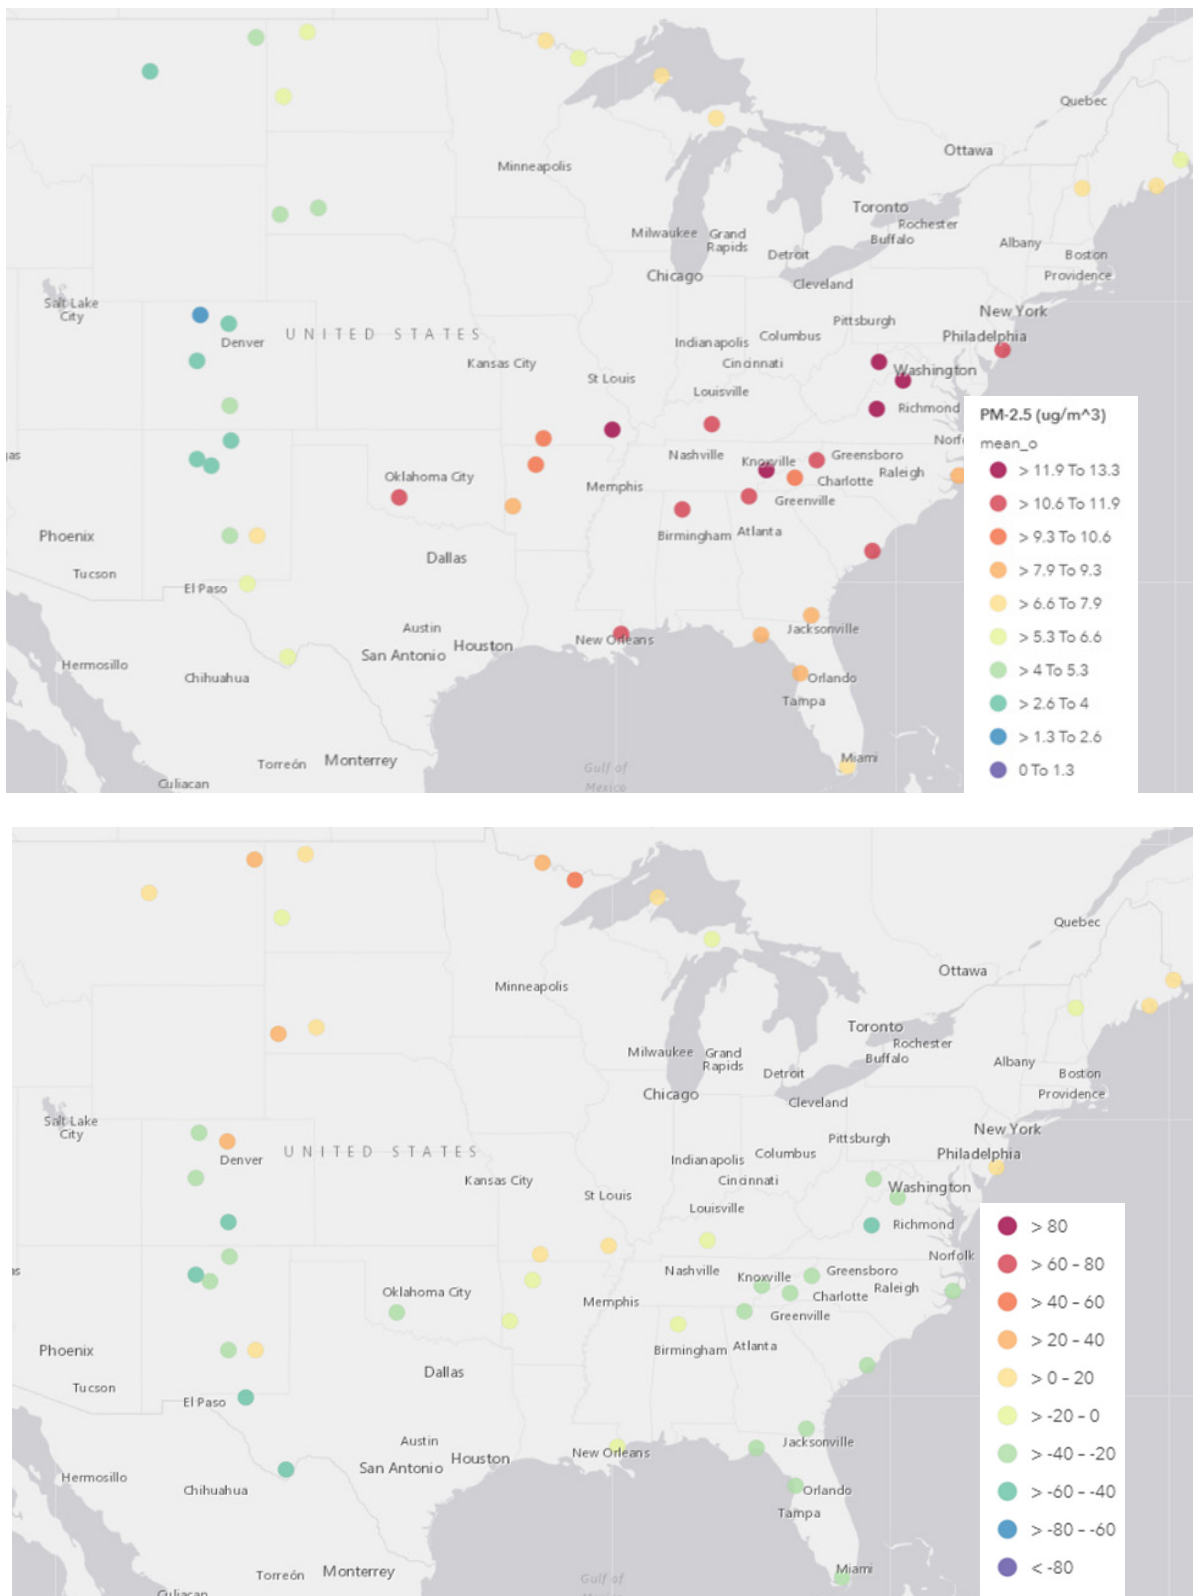 Quebec
Ottawa
Minneapolis
Toronto
Rochester
Milwaukee
Grand
Rapids
Buffalo
Albany
Detroit
Boston
Chicago
Cleveland
Providence
Salt Lake
City
New York
Pittsburgh
UNITED STATES
Denver
Indianapolis
Columbus
Philadelphia
Kansas City
Cincinnati
Washington
St Louis
Louisville
Richmond
PM-2.5 (ug/m^3)
mean_o
Norf
as
Nashville
Knoxville
Greensboro
Raleigh
Oklahoma City
Charlotte
Memphis
Greenville
Phoenix
Birmingham
Atlanta
Dallas
Tucson
El Paso
Austin
Jacksonville
Houston
New Orleans
San Antonio
Hermosillo
Chihuahua
Orlando
Tampa
Torreón
Monterrey
Miami
Gulf of
Mexico
Culiacan
> 11.9 To 13.3
> 10.6 To 11.9
> 9.3 To 10.6
> 7.9 To 9.3
> 6.6 To 7.9
> 5.3 To 6.6
> 4 To 5.3
> 2.6 To 4
> 1.3 To 2.6
0 To 1.3
Quebec
Ottawa
Minneapolis
Toronto
Rochester
Milwaukee
Grand
Rapids
Buffalo
Albany
Detroit
Boston
Chicago
Cleveland
Providence
Salt Lake
City
New York
Pittsburgh
UNITED STATES
Denver
Indianapolis
Columbus
Philadelphia
Kansas City
Cincinnati
Washington
St Louis
Louisville
Richmond
Norfolk
as
Nashville
Knoxville
Greensboro
Raleigh
Oklahoma City
Charlotte
Memphis
Greenville
Phoenix
Birmingham
Atlanta
Dallas
Tucson
El Paso
Austin
Jacksonville
Houston
New Orleans
San Antonio
Hermosillo
Chihuahua
Orlando
Tampa
Torreón
Monterrey
Miami
Gulf of
Culiacan
> 80
> 60 - 80
> 40 - 60
> 20 - 40
> 0 - 20
> -20 - 0
> -40 - -20
> -60 - -40
> -80 - -60
< -80